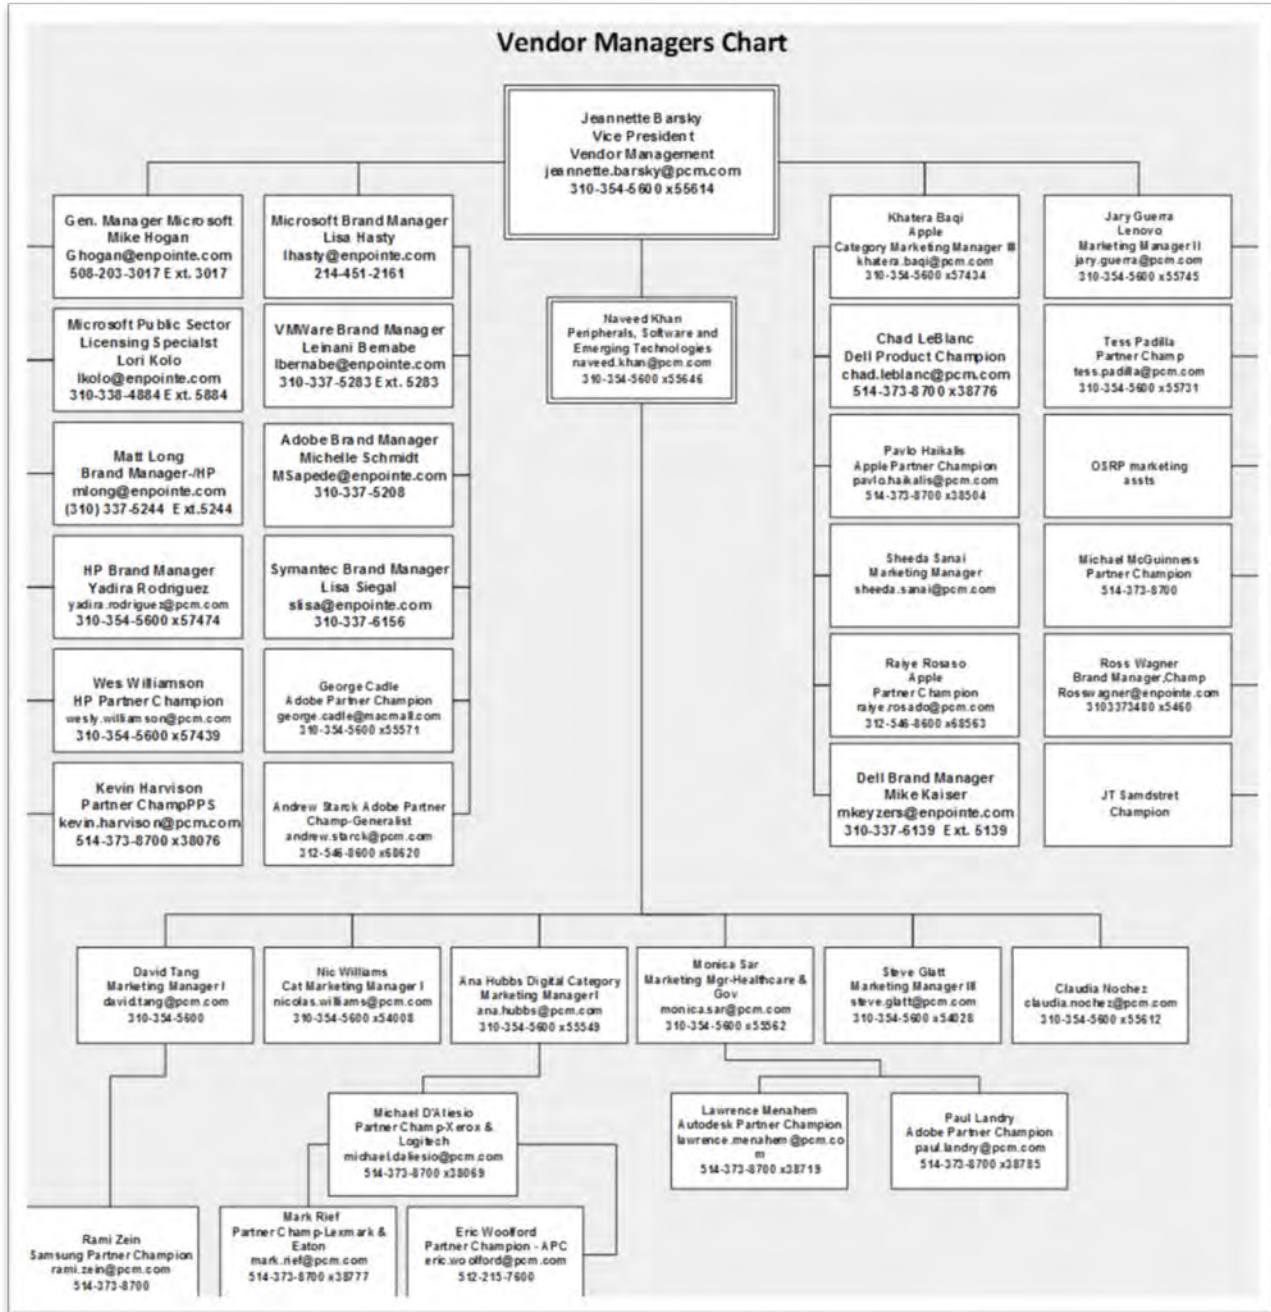 Vendor Managers Chart
Jeannette Barsky
Vice President
Vendor Management
jeannette.barsky@pcm.com
310-354-5600 x55614
Gen. Manager Microsoft
Mike Hogan
Ghogan@enpointe.com
508-203-3017 Ext. 3017
Microsoft Brand Manager
Lisa Hasty
lhasty@enpointe.com
214-451-2161
Khatera Baqi
Apple
Category Marketing Manager III
khatera.baqi@pcm.com
310-354-5600 x57434
Jary Guerra
Lenovo
Marketing Manager II
jary.guerra@pcm.com
310-354-5600 x55745
Naveed Khan
Peripherals, Software and
Emerging Technologies
naveed.khan@pcm.com
310-354-5600 x55646
Microsoft Public Sector
Licensing Specialst
Lori Kolo
lkolo@enpointe.com
310-338-4884 Ext. 5884
VMWare Brand Manager
Leinani Bernabe
lbernabe@enpointe.com
310-337-5283 Ext. 5283
Chad LeBlanc
Dell Product Champion
chad.leblanc@pcm.com
514-373-8700 x38776
Tess Padilla
Partner Champ
tess.padilla@pcm.com
310-354-5600 x55731
Matt Long
Brand Manager-/HP
mlong@enpointe.com
(310) 337-5244 Ext.5244
Adobe Brand Manager
Michelle Schmidt
MSapede@enpointe.com
310-337-5208
Pavlo Haikalis
Apple Partner Champion
pavlo.haikalis@pcm.com
514-373-8700 x38504
OSRP marketing
assts
HP Brand Manager
Yadira Rodriguez
yadira.rodriguez@pcm.com
310-354-5600 x57474
Symantec Brand Manager
Lisa Siegal
slisa@enpointe.com
310-337-6156
Sheeda Sanai
Marketing Manager
sheeda.sanai@pcm.com
Michael McGuinness
Partner Champion
514-373-8700
Wes Williamson
HP Partner Champion
wesly.williamson@pcm.com
310-354-5600 x57439
George Cadle
Adobe Partner Champion
george.cadle@macmall.com
310-354-5600 x55571
Raiye Rosaso
Apple
Partner Champion
raiye.rosado@pcm.com
312-546-8600 x68563
Ross Wagner
Brand Manager,Champ
Rosswagner@enpointe.com
3103373480 x5460
Kevin Harvison
Partner ChampPPS
kevin.harvison@pcm.com
514-373-8700 x38076
Andrew Starck Adobe Partner
Champ-Generalist
andrew.starck@pcm.com
312-546-8600 x68620
Dell Brand Manager
Mike Kaiser
mkeyzers@enpointe.com
310-337-6139 Ext. 5139
JT Samdstret
Champion
David Tang
Marketing Manager I
david.tang@pcm.com
310-354-5600
Nic Williams
Cat Marketing Manager I
nicolas.williams@pcm.com
310-354-5600 x54008
Ana Hubbs Digital Category
Marketing Manager I
ana.hubbs@pcm.com
310-354-5600 x55549
Monica Sar
Marketing Mgr-Healthcare &
Gov
monica.sar@pcm.com
310-354-5600 x55562
Steve Glatt
Marketing Manager III
steve.glatt@pcm.com
310-354-5600 x54028
Claudia Nochez
claudia.nochez@pcm.com
310-354-5600 x55612
Michael D'Aliesio
Partner Champ-Xerox &
Logitech
michael.daliesio@pcm.com
514-373-8700 x38069
Lawrence Menahem
Autodesk Partner Champion
lawrence.menahem@pcm.co
m
514-373-8700 x38719
Paul Landry
Adobe Partner Champion
paul.landry@pcm.com
514-373-8700 x38785
Rami Zein
Samsung Partner Champion
rami.zein@pcm.com
514-373-8700
Mark Rief
Partner Champ-Lexmark &
Eaton
mark.rief@pcm.com
514-373-8700 x38777
Eric Woolford
Partner Champion - APC
eric.woolford@pcm.com
512-215-7600